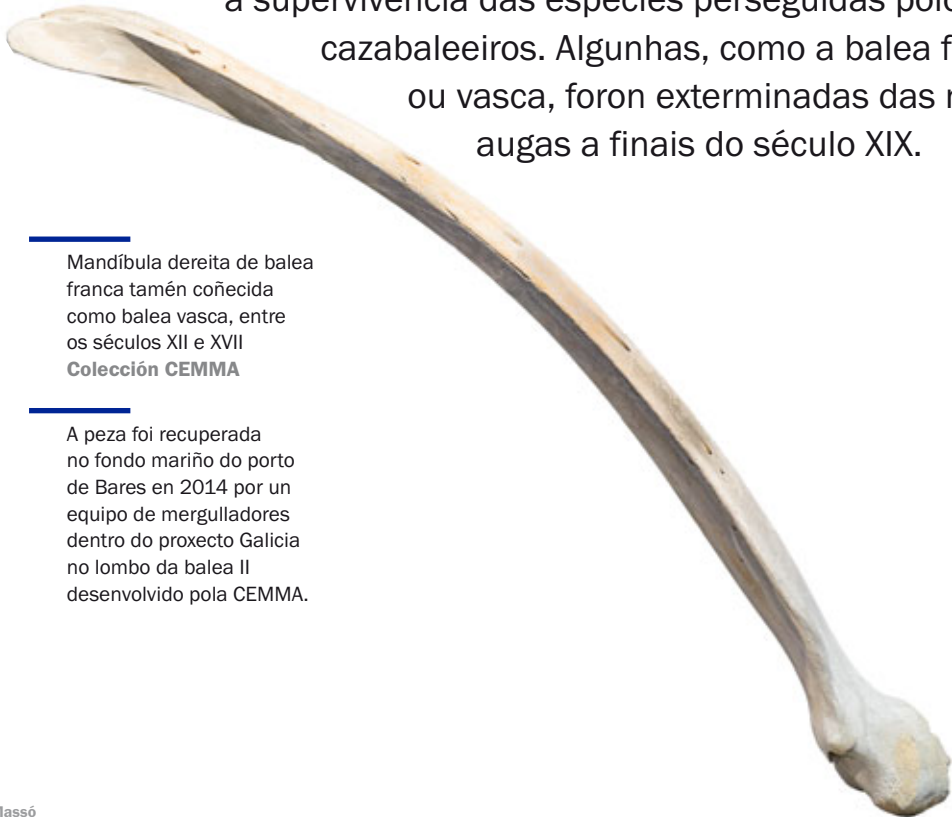 a supervivencia das especies perseguidas polo
cazabaleeiros. Algunhas, como a balea f
ou vasca, foron exterminadas das
augas a finais do século XIX.
Mandíbula dereita de balea
franca tamén coñecida
como balea vasca, entre
os séculos XII e XVII
Colección CEMMA
A peza foi recuperada
no fondo mariño do porto
de Bares en 2014 por un
equipo de mergulladores
dentro do proxecto Galicia
no lombo da balea II
desenvolvido pola CEMMA.
Massó